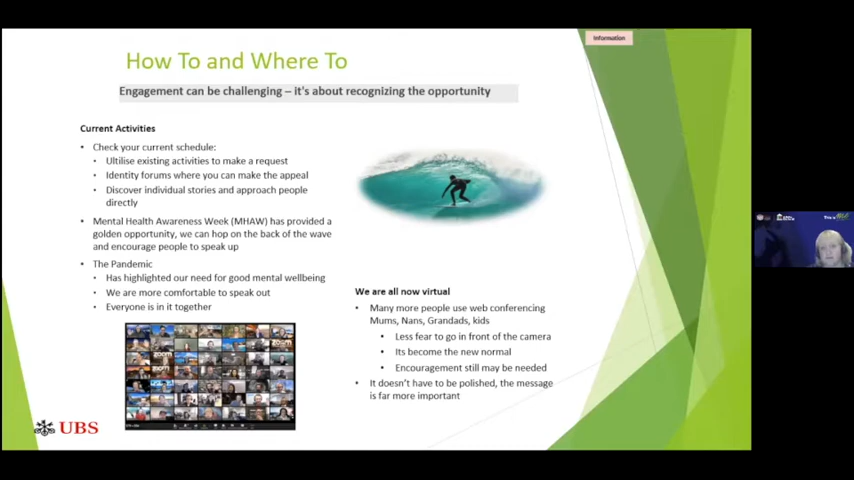 Information
How To and Where To
Engagement can be challenging – it's about recognizing the opportunity
Current Activities
• Check your current schedule:
• Ultilise existing activities to make a request
• Identity forums where you can make the appeal
• Discover individual stories and approach people
directly
• Mental Health Awareness Week (MHAW) has provided a
golden opportunity, we can hop on the back of the wave
and encourage people to speak up
• The Pandemic
• Has highlighted our need for good mental wellbeing
• We are more comfortable to speak out
• Everyone is in it together
We are all now virtual
• Many more people use web conferencing
Mums, Nans, Grandads, kids
• Less fear to go in front of the camera
• Its become the new normal
• Encouragement still may be needed
• It doesn't have to be polished, the message
is far more important
zoom
zoom
zoom
UBS